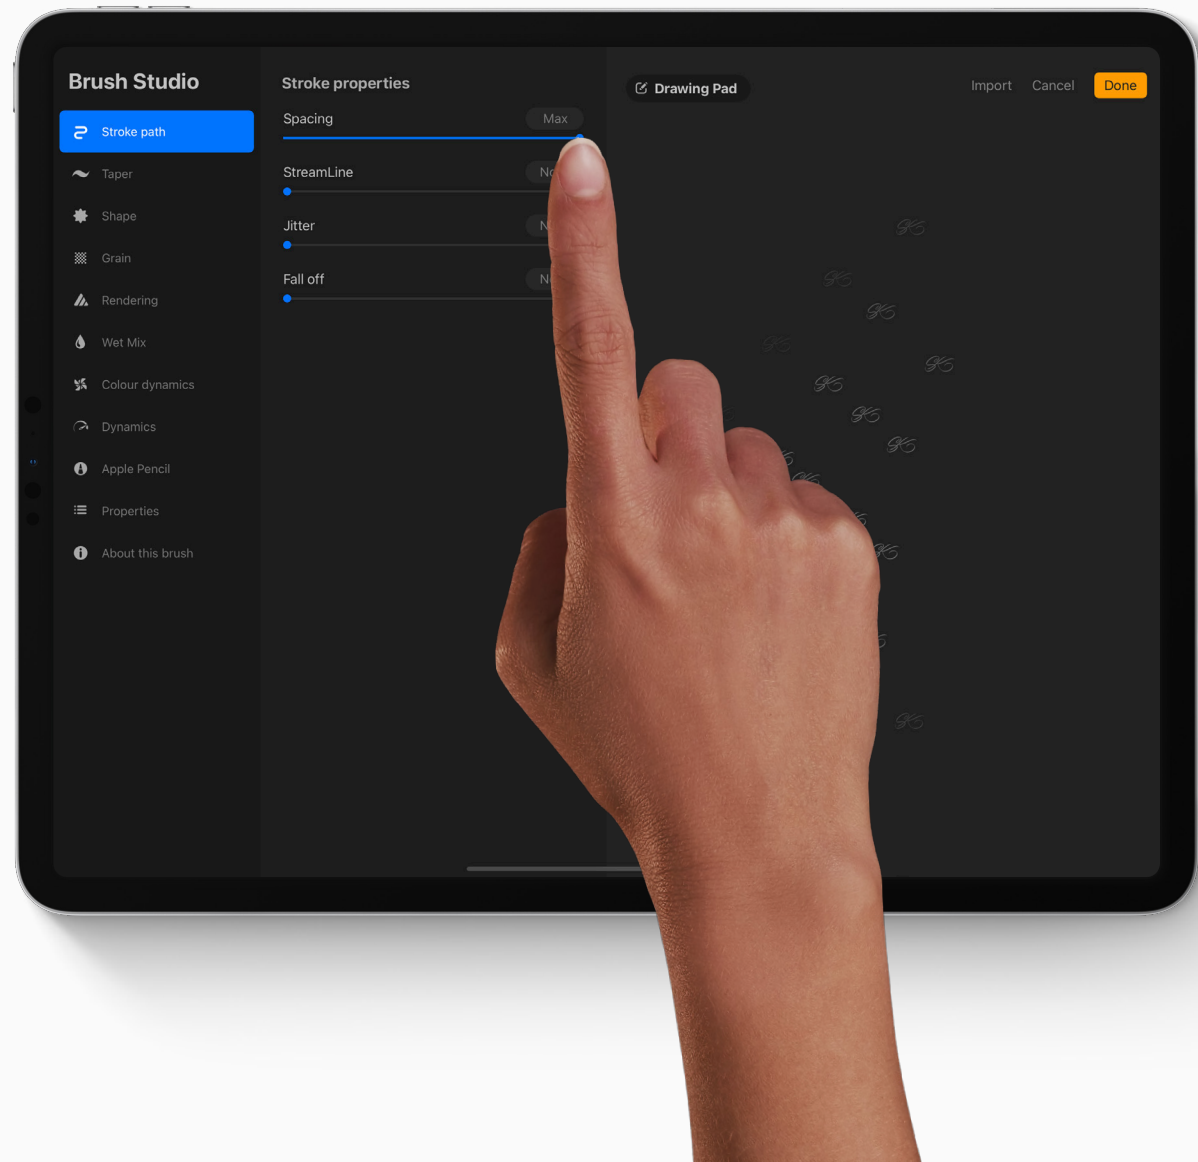 Brush Studio
Stroke path
Taper
Shape
Grain
Rendering
Wet Mix
Colour dynamics
Dynamics
Apple Pencil
Properties
About this brush
Stroke properties
Spacing Max
StreamLine
Jitter
Fall off
Drawing Pad
Import Cancel Done